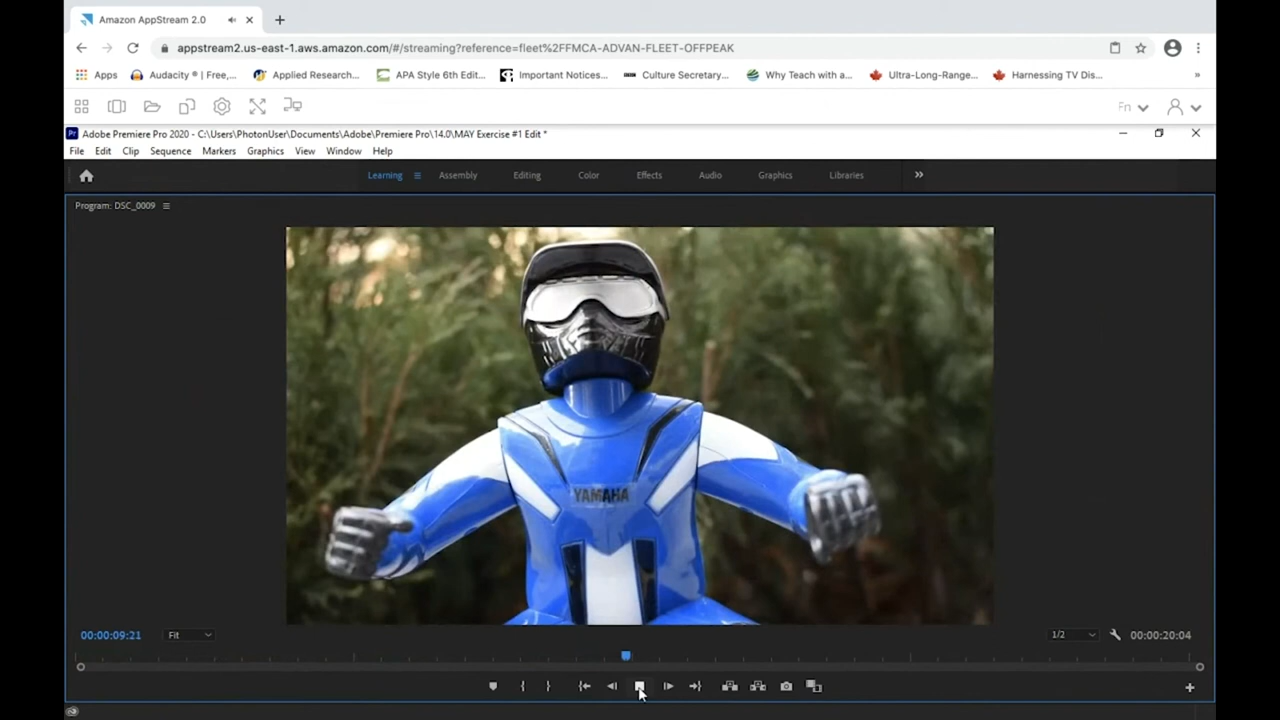 Amazon AppStream 2.0
appstream2.us-east-1.aws.amazon.com/#/streaming?reference=fleet%2FFMCA-ADVAN-FLEET-OFFPEAK
Apps Audacity ® | Free,... Applied Research... APA Style 6th Edit... Important Notices... Culture Secretary... Why Teach with a... Ultra-Long-Range... Harnessing TV Dis... »
Fn
Adobe Premiere Pro 2020 - C:\Users\PhotonUser\Documents\Adobe\Premiere Pro\14.0\MAY Exercise #1 Edit *
File Edit Clip Sequence Markers Graphics View Window Help
Learning Assembly Editing Color Effects Audio Graphics Libraries »
Program: DSC_0009
YAMAHA
00:00:09:21 Fit 1/2 00:00:20:04